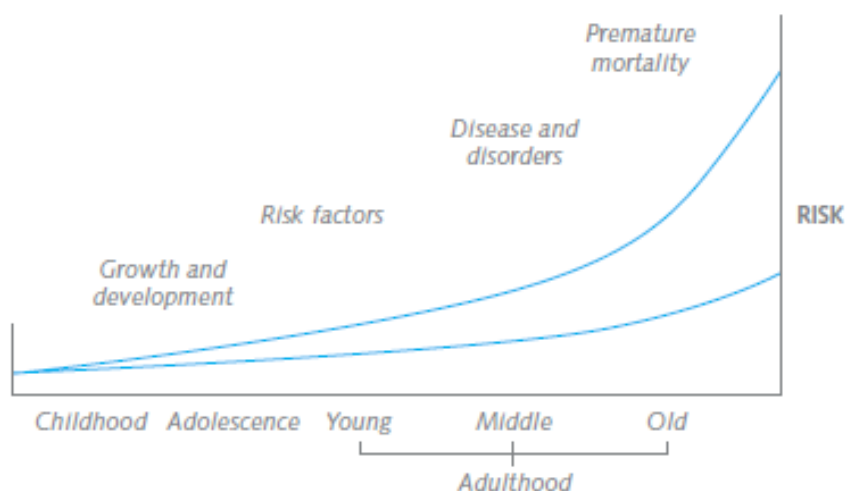 Premature
mortality
Disease and
disorders
Risk factors
RISK
Growth and
development
Childhood Adolescence Young Middle Old
Adulthood